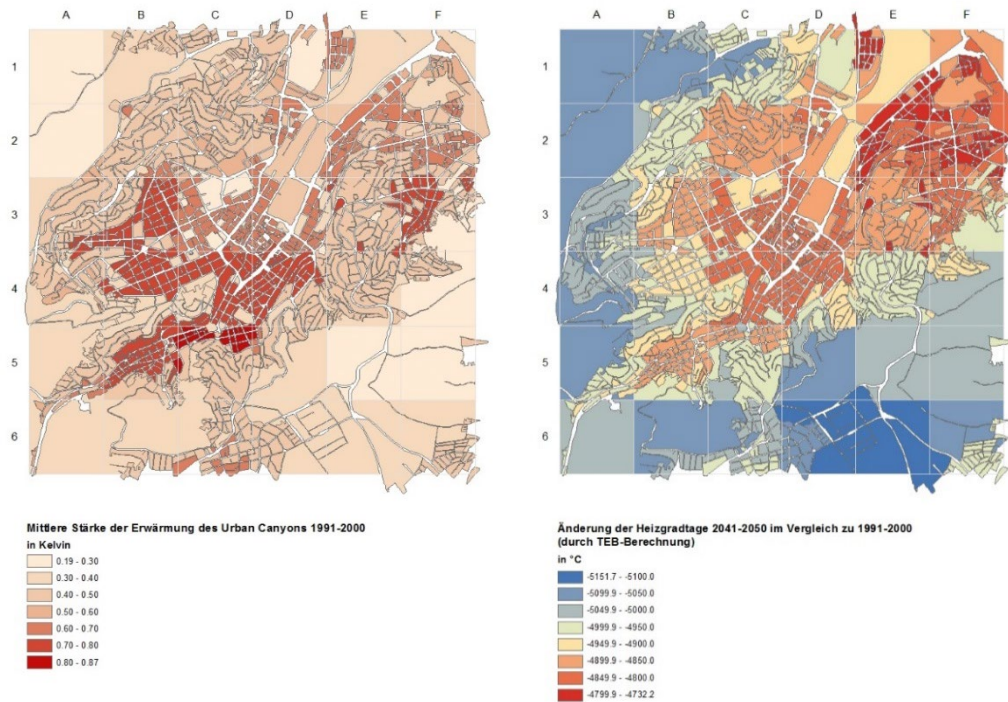 A B C D E F
A B C D E F
1
2
3
4
5
6
1
2
3
4
5
6
Mittlere Stärke der Erwärmung des Urban Canyons 1991-2000
in Kelvin
0.19 - 0.30
0.30 - 0.40
0.40 - 0.50
0.50 - 0.60
0.60 - 0.70
0.70 - 0.80
0.80 - 0.87
Änderung der Heizgradtage 2041-2050 im Vergleich zu 1991-2000
(durch TEB-Berechnung)
in °C
-5151.7 - -5100.0
-5099.9 - -5050.0
-5049.9 - -5000.0
-4999.9 - -4950.0
-4949.9 - -4900.0
-4899.9 - -4850.0
-4849.9 - -4800.0
-4799.9 - -4732.2